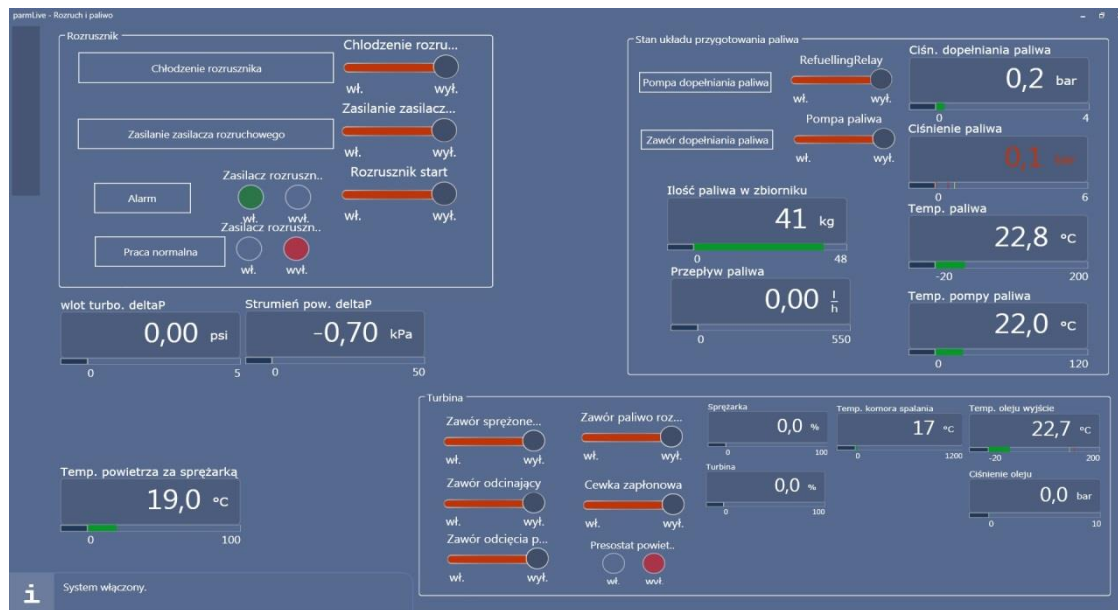 parmLive - Rozruch i paliwo
Rozrusznik
Chłodzenie rozrusznika
Chlodzenie rozru...
wł. wył.
Zasilanie zasilacza rozruchowego
Zasilanie zasilacz...
wł. wył.
Alarm
Zasilacz rozruszn..
wł. wył.
Rozrusznik start
wł. wył.
Praca normalna
Zasilacz rozruszn..
wł. wył.
wlot turbo. deltaP
0,00 psi
0 5
Strumień pow. deltaP
-0,70 kPa
0 50
Temp. powietrza za sprężarką
19,0 °C
0 100
Stan układu przygotowania paliwa
Pompa dopełniania paliwa
RefuellingRelay
wł. wył.
Zawór dopełniania paliwa
Pompa paliwa
wł. wył.
Ilość paliwa w zbiorniku
41 kg
0 48
Przepływ paliwa
0,00 l/h
0 550
Ciśn. dopełniania paliwa
0,2 bar
0 4
Ciśnienie paliwa
0,1 bar
0 6
Temp. paliwa
22,8 °C
-20 200
Temp. pompy paliwa
22,0 °C
0 120
Turbina
Zawór sprężone...
wł. wył.
Zawór odcinający
wł. wył.
Zawór odcięcia p...
wł. wył.
Zawór paliwo roz...
wł. wył.
Cewka zapłonowa
wł. wył.
Presostat powiet..
wł. wył.
Sprężarka
0,0 %
0 100
Turbina
0,0 %
0 100
Temp. komora spalania
17 °C
0 1200
Temp. oleju wyjście
22,7 °C
-20 200
Ciśnienie oleju
0,0 bar
0 10
i System włączony.